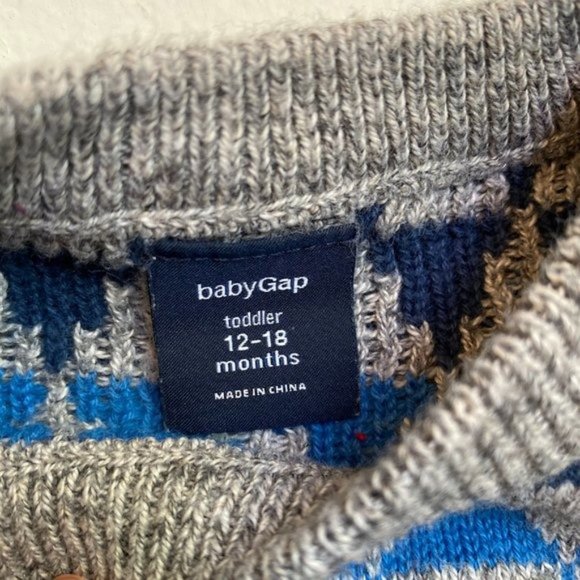 babyGap
toddler
12-18
months
MADE IN CHINA